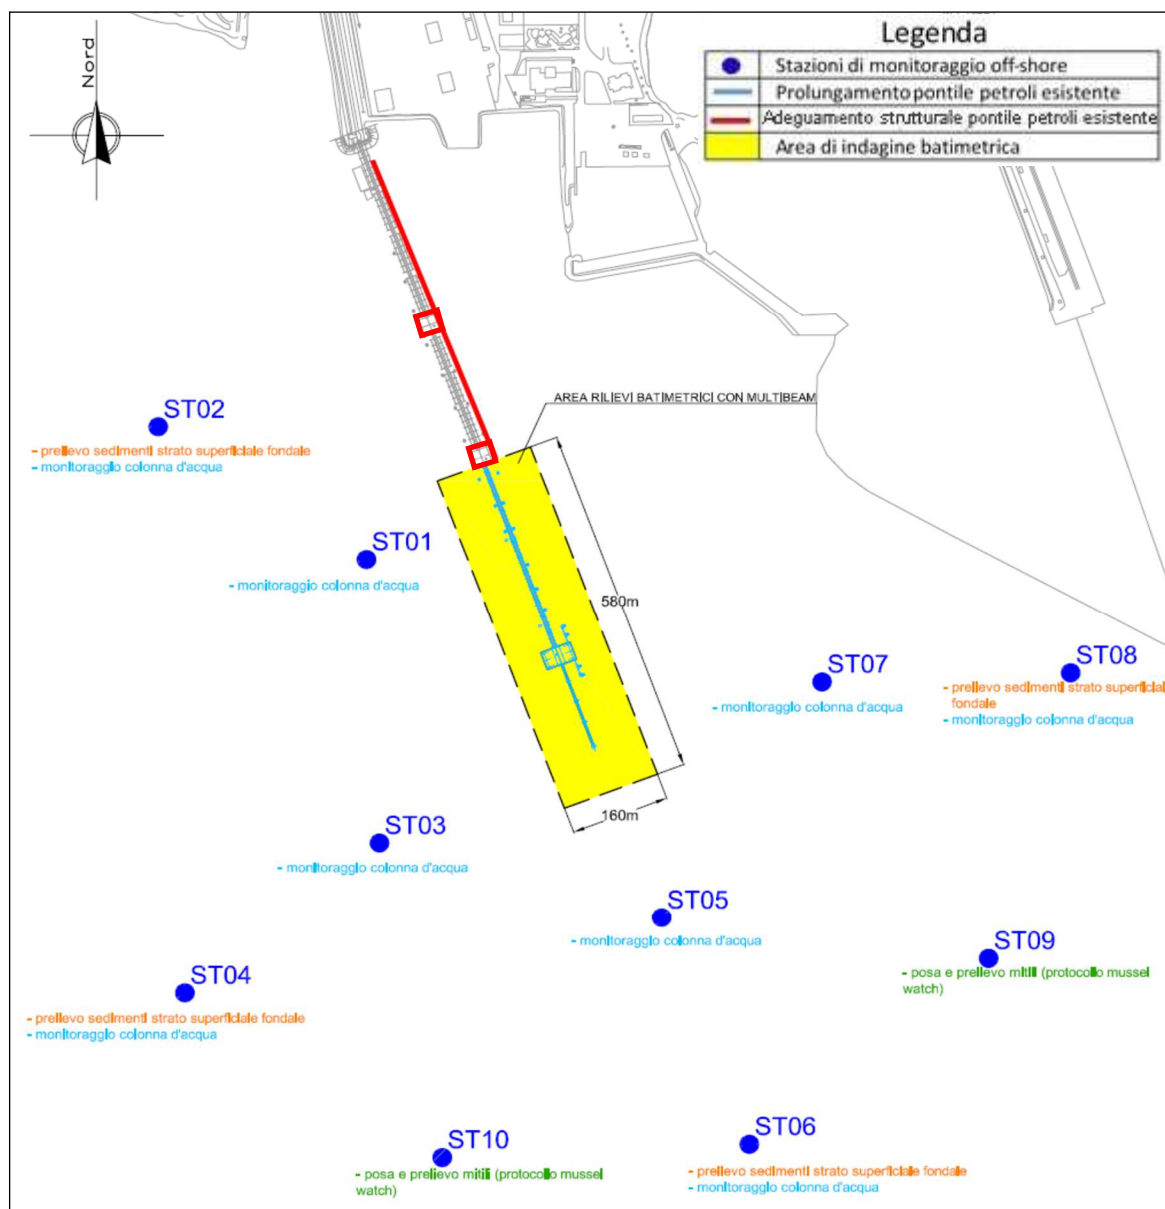 Nord
Legenda
Stazioni di monitoraggio off-shore
Prolungamento pontile petroli esistente
Adeguamento strutturale pontile petroli esistente
Area di indagine batimetrica
AREA RILIEVI BATIMETRICI CON MULTIBEAM
ST02
- prelievo sedimenti strato superficiale fondale
- monitoraggio colonna d'acqua
ST01
- monitoraggio colonna d'acqua
580m
ST07
- monitoraggio colonna d'acqua
ST08
- prelievo sedimenti strato superficial
fondale
- monitoraggio colonna d'acqua
160m
ST03
- monitoraggio colonna d'acqua
ST05
- monitoraggio colonna d'acqua
ST09
- posa e prelievo mitili (protocollo mussel
watch)
ST04
- prelievo sedimenti strato superficiale fondale
- monitoraggio colonna d'acqua
ST10
- posa e prelievo mitili (protocollo mussel
watch)
ST06
- prelievo sedimenti strato superficiale fondale
- monitoraggio colonna d'acqua